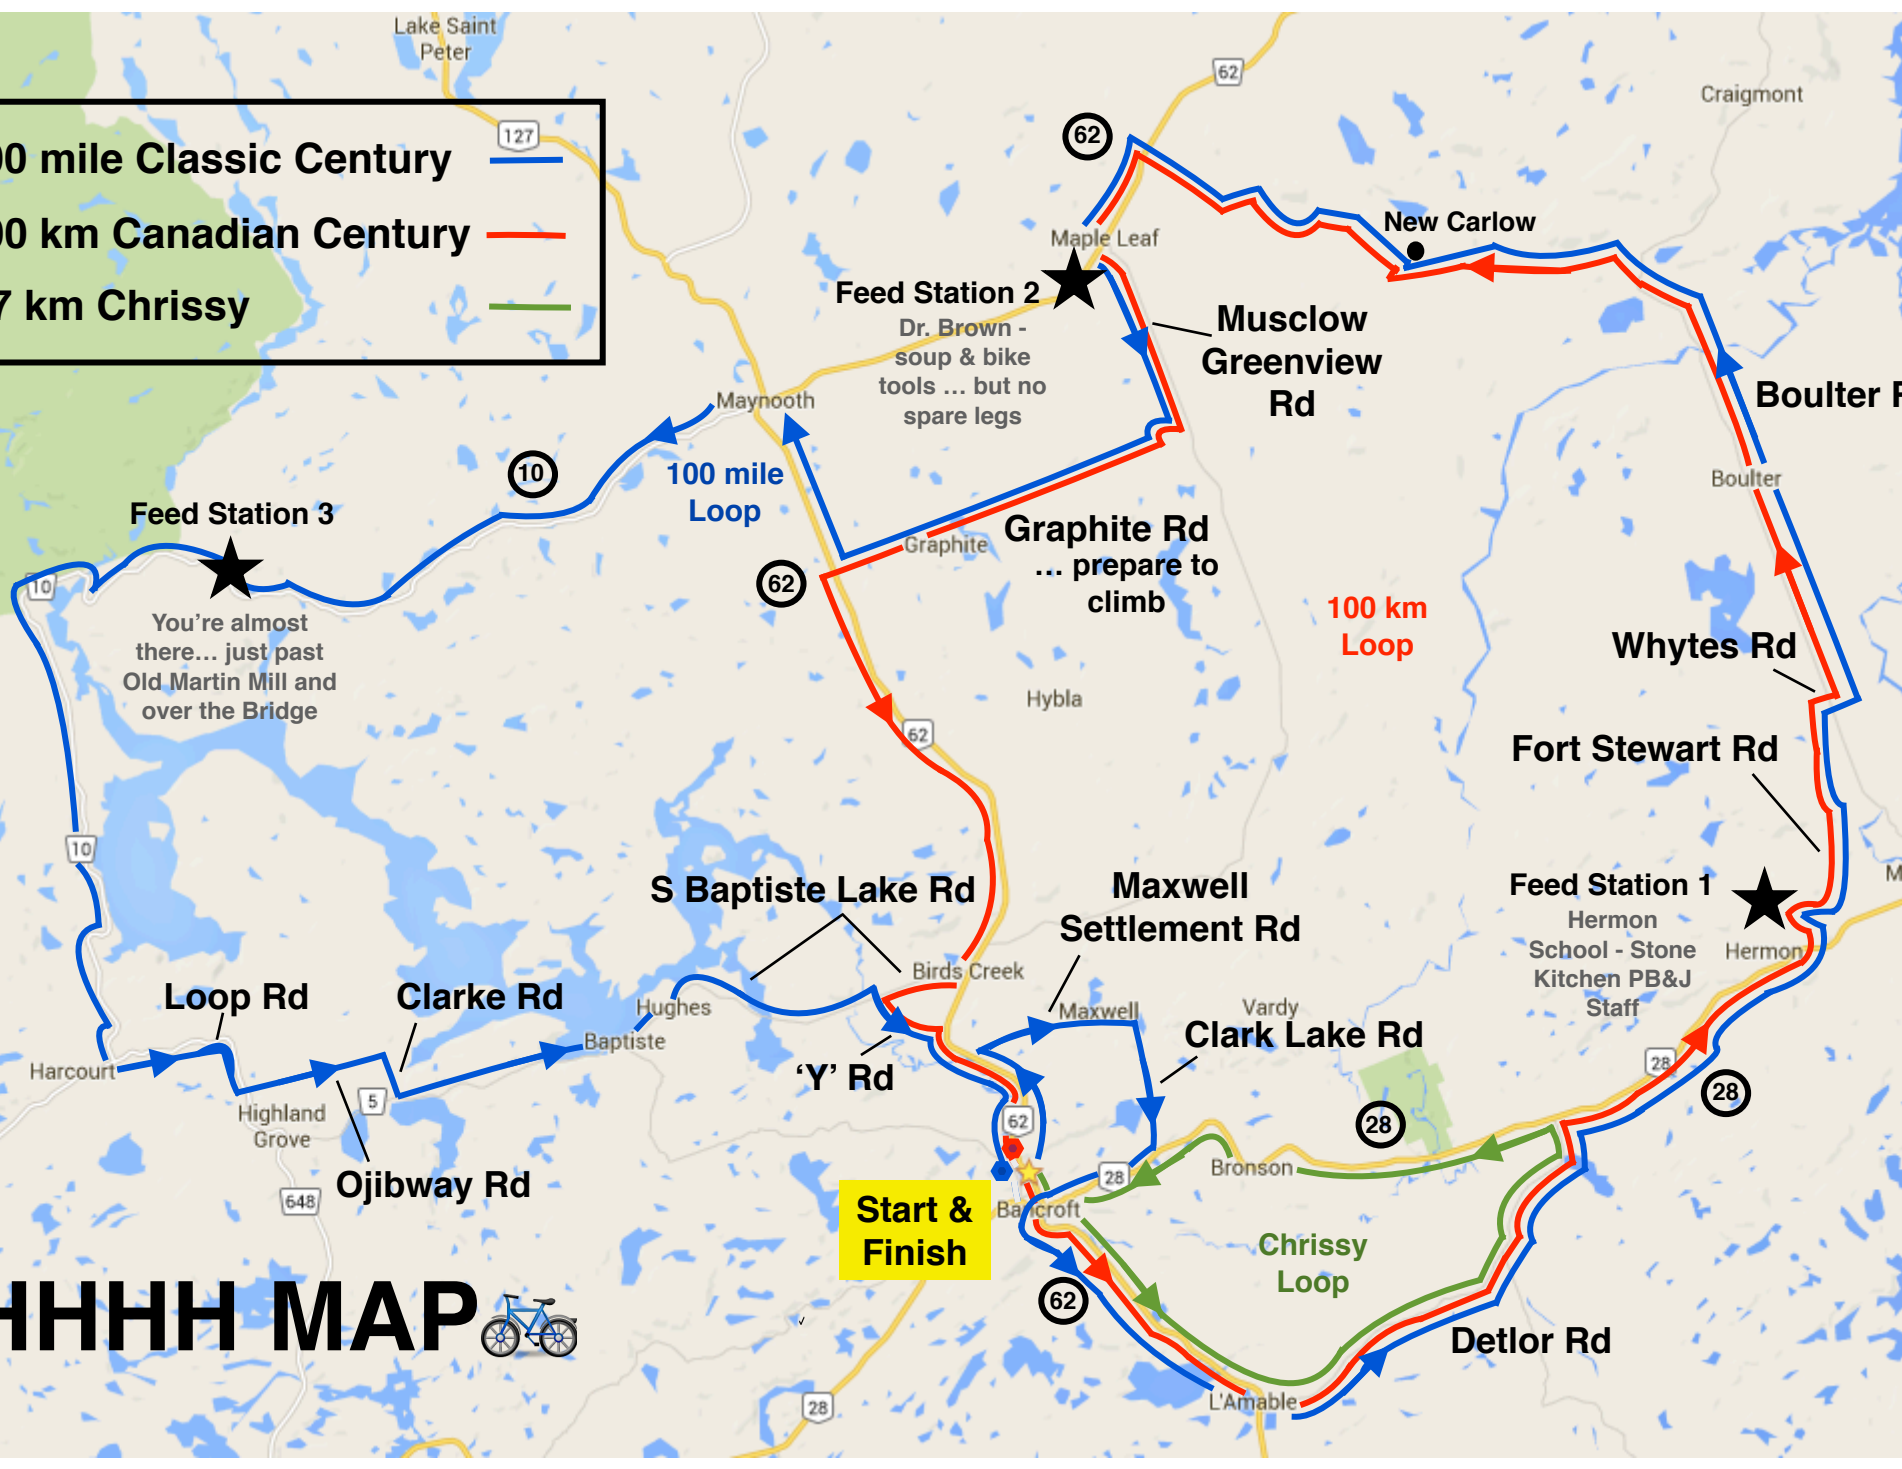 Lake Saint
Peter
62
Craigmont
127
00 mile Classic Century
00 km Canadian Century
7 km Chrissy
62
New Carlow
Maple Leaf
Feed Station 2
Dr. Brown -
soup & bike
tools ... but no
spare legs
Musclow
Greenview
Rd
Boulter R
Maynooth
10
100 mile
Loop
Boulter
Feed Station 3
Graphite Rd
... prepare to
climb
Graphite
10
62
You're almost
there... just past
Old Martin Mill and
over the Bridge
100 km
Loop
Whytes Rd
Hybla
62
Fort Stewart Rd
10
S Baptiste Lake Rd
Maxwell
Settlement Rd
Feed Station 1
Hermon
School - Stone
Kitchen PB&J
Staff
M
Hermon
Birds Creek
Loop Rd
Clarke Rd
Hughes
Maxwell
Vardy
Clark Lake Rd
Baptiste
Harcourt
'Y' Rd
28
28
5
Highland
Grove
62
28
Ojibway Rd
648
28
Bronson
Start &
Finish
Bancroft
Chrissy
Loop
62
HHHH MAP
Detlor Rd
28
L'Amable